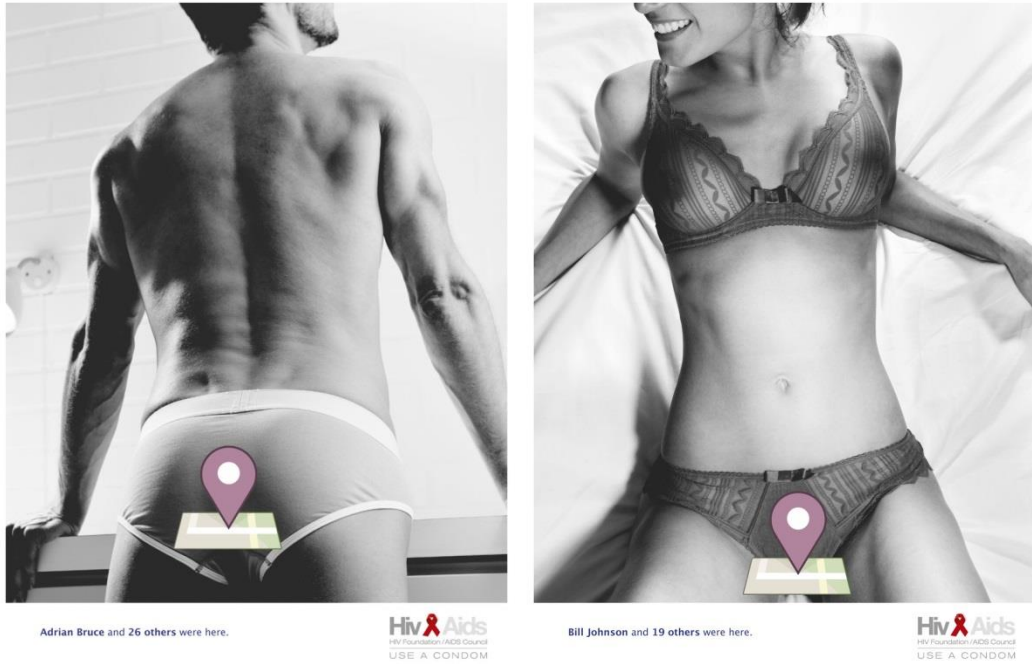 Adrian Bruce and 26 others were here.
Hiv Aids
HIV Foundation / AIDS Council
USE A CONDOM
Bill Johnson and 19 others were here.
Hiv Aids
HIV Foundation / AIDS Council
USE A CONDOM